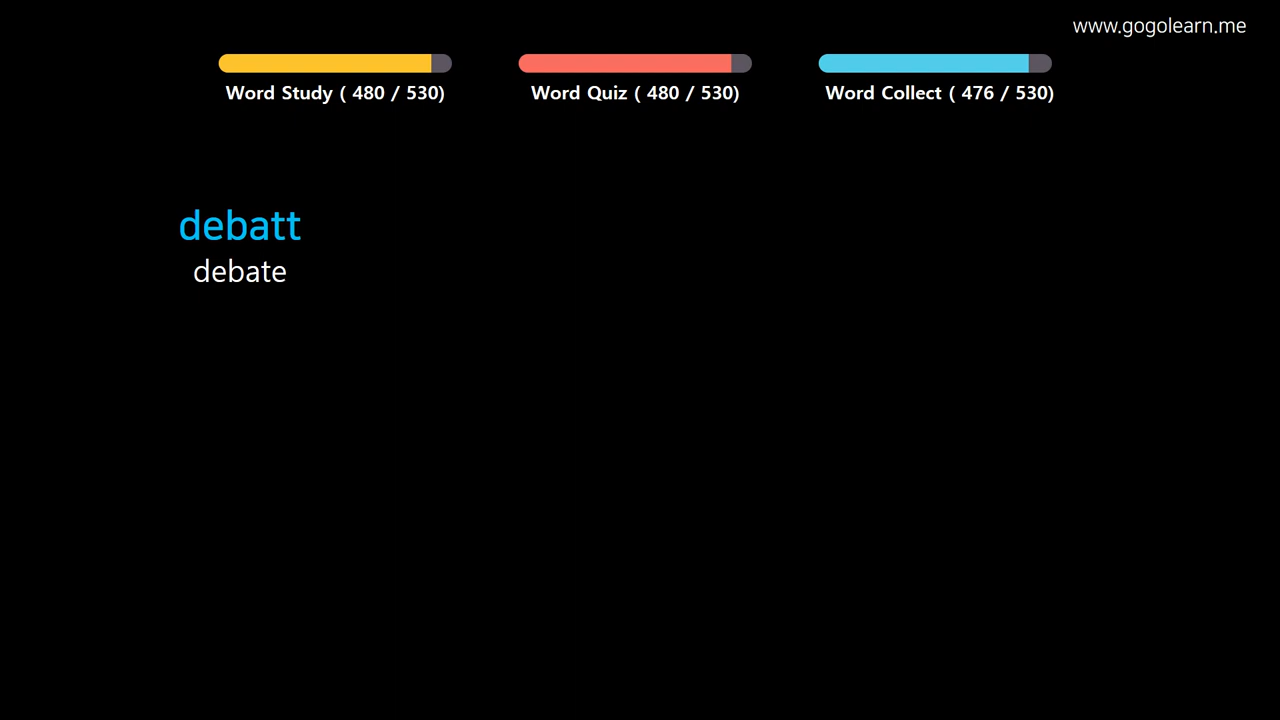 www.gogolearn.me
Word Study ( 480 / 530)
Word Quiz ( 480 / 530)
Word Collect ( 476 / 530)
debatt
debate